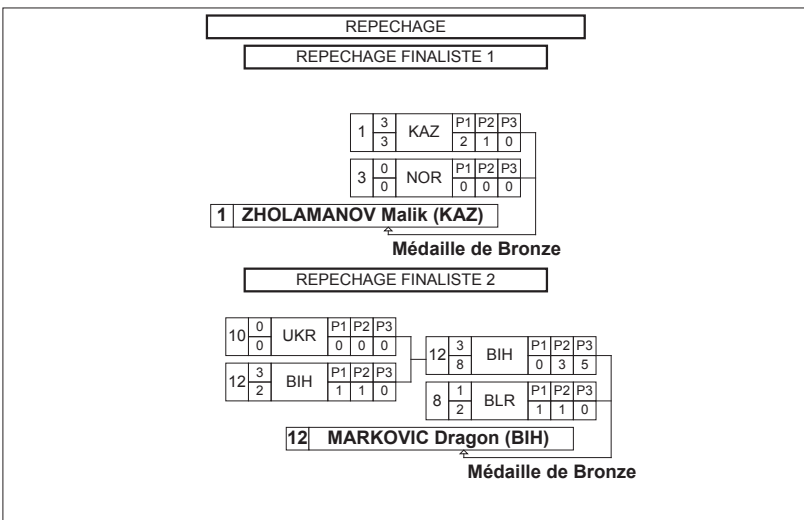 REPECHAGE
REPECHAGE FINALISTE 1
1 3 KAZ P1 P2 P3
3 2 1 0
3 0 NOR P1 P2 P3
0 0 0 0
1 ZHOLAMANOV Malik (KAZ)
Médaille de Bronze
REPECHAGE FINALISTE 2
10 0 UKR P1 P2 P3
0 0 0 0
12 3 BIH P1 P2 P3
8 0 3 5
12 3 BIH P1 P2 P3
2 1 1 0
8 1 BLR P1 P2 P3
2 1 1 0
12 MARKOVIC Dragon (BIH)
Médaille de Bronze